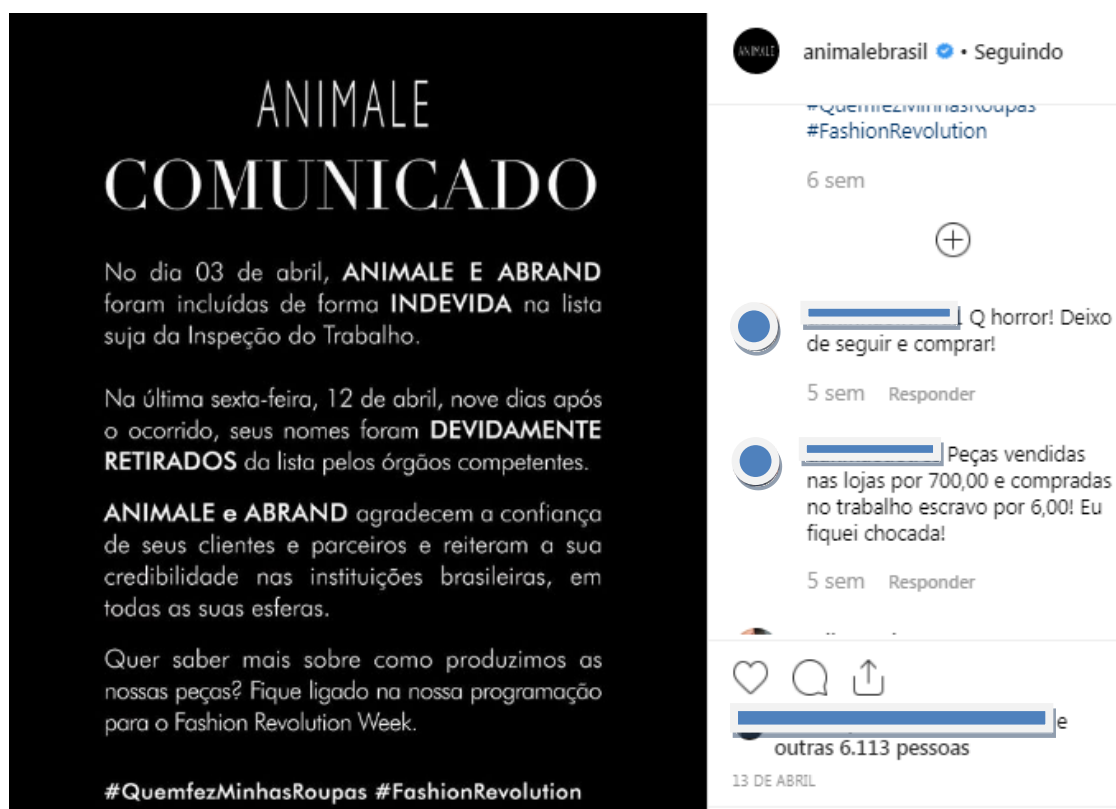 ANIMALE
COMUNICADO
No dia 03 de abril, ANIMALE E ABRAND
foram incluídas de forma INDEVIDA na lista
suja da Inspeção do Trabalho.
Na última sexta-feira, 12 de abril, nove dias após
o ocorrido, seus nomes foram DEVIDAMENTE
RETIRADOS da lista pelos órgãos competentes.
ANIMALE e ABRAND agradecem a confiança
de seus clientes e parceiros e reiteram a sua
credibilidade nas instituições brasileiras, em
todas as suas esferas.
Quer saber mais sobre como produzimos as
nossas peças? Fique ligado na nossa programação
para o Fashion Revolution Week.
#QuemfezMinhasRoupas #FashionRevolution
ANIMALE
animalebrasil • Seguindo
#QuemfezMinhasRoupas
#FashionRevolution
6 sem
Q horror! Deixo
de seguir e comprar!
5 sem Responder
Peças vendidas
nas lojas por 700,00 e compradas
no trabalho escravo por 6,00! Eu
fiquei chocada!
5 sem Responder
e
outras 6.113 pessoas
13 DE ABRIL